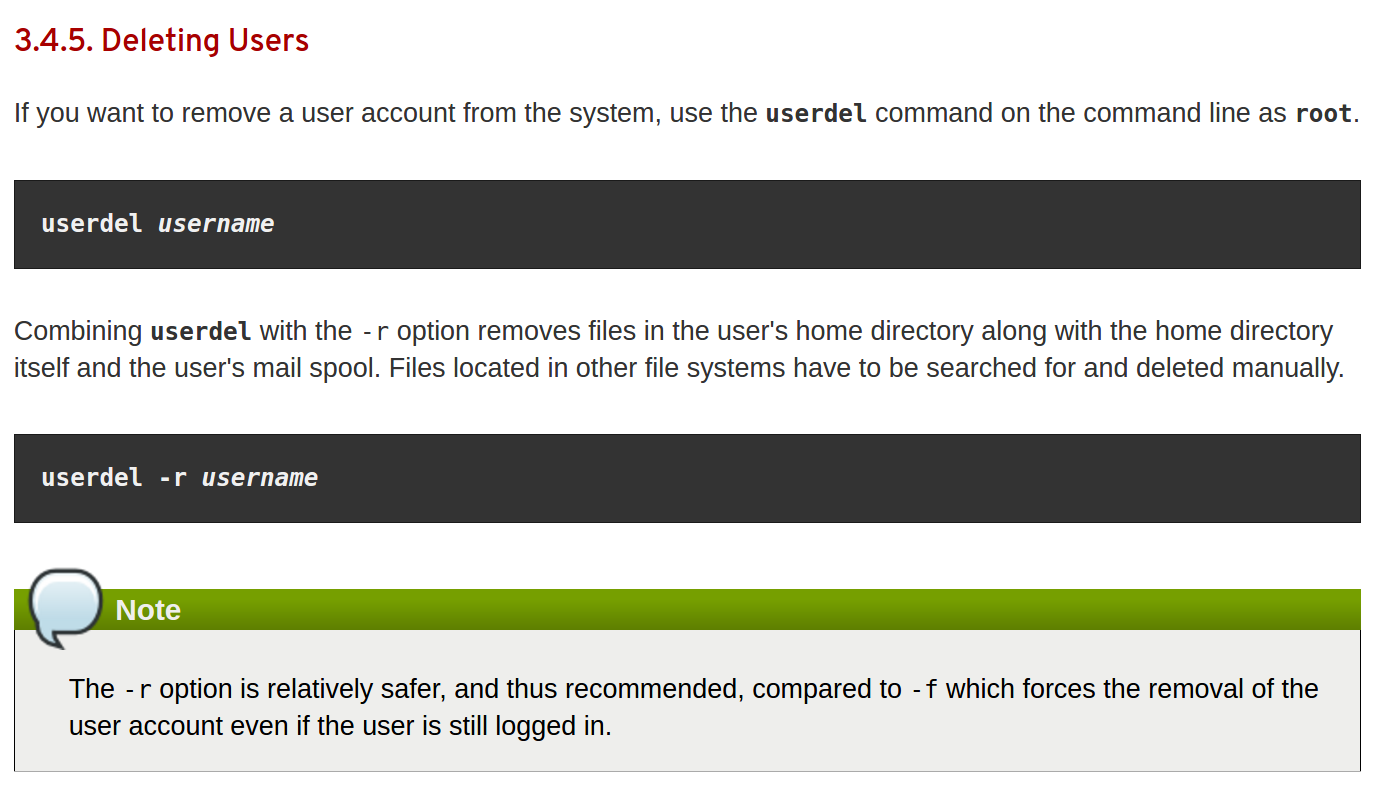 3.4.5. Deleting Users
If you want to remove a user account from the system, use the userdel command on the command line as root.
userdel username
Combining userdel with the -r option removes files in the user's home directory along with the home directory
itself and the user's mail spool. Files located in other file systems have to be searched for and deleted manually.
userdel -r username
Note
The -r option is relatively safer, and thus recommended, compared to -f which forces the removal of the
user account even if the user is still logged in.